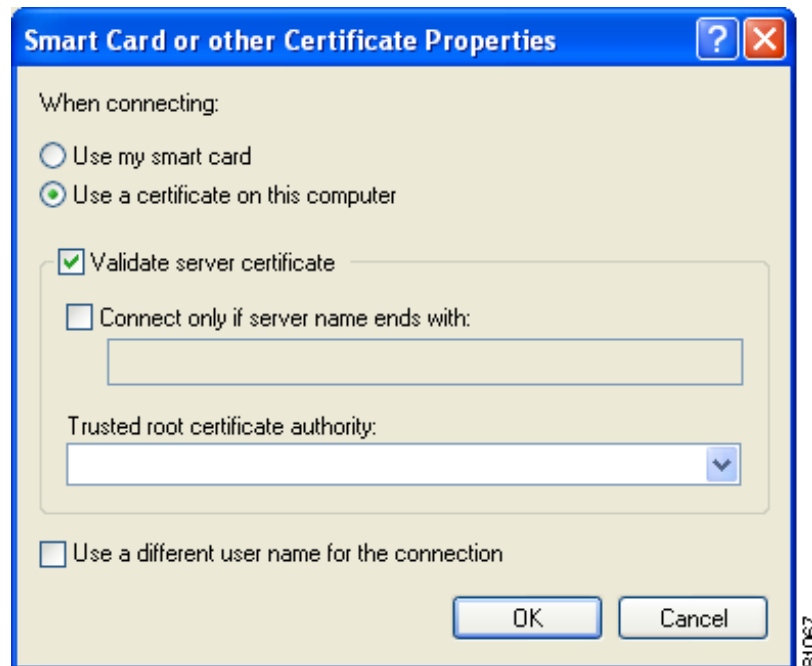 Smart Card or other Certificate Properties
When connecting:
Use my smart card
Use a certificate on this computer
Validate server certificate
Connect only if server name ends with:
Trusted root certificate authority:
Use a different user name for the connection
OK
Cancel